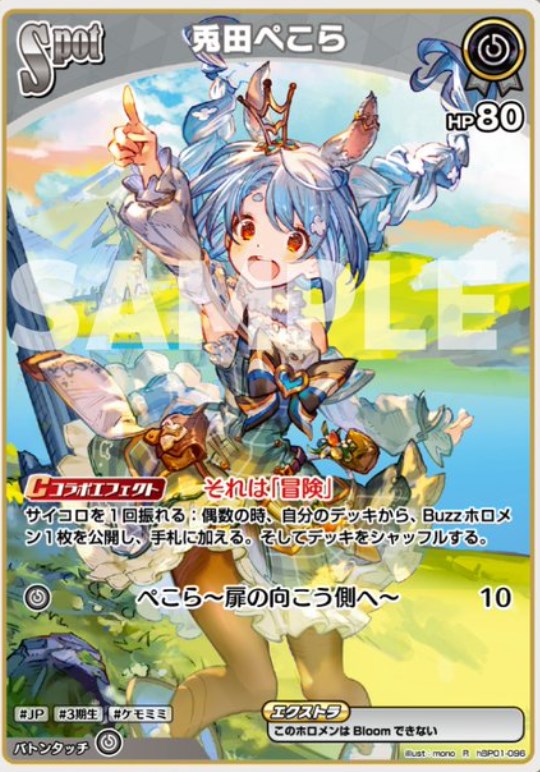 Spot
兎田ぺこら
HP80
SAMPLE
Cコラボエフェクト それは「冒険」
サイコロを1回振れる：偶数の時、自分のデッキから、Buzzホロメ
ン1枚を公開し、手札に加える。そしてデッキをシャッフルする。
ぺこら～扉の向こう側へ～ 10
#JP #3期生 #ケモミミ
エクストラ
このホロメンはBloomできない
バトンタッチ
illust：mono R hBP01-096